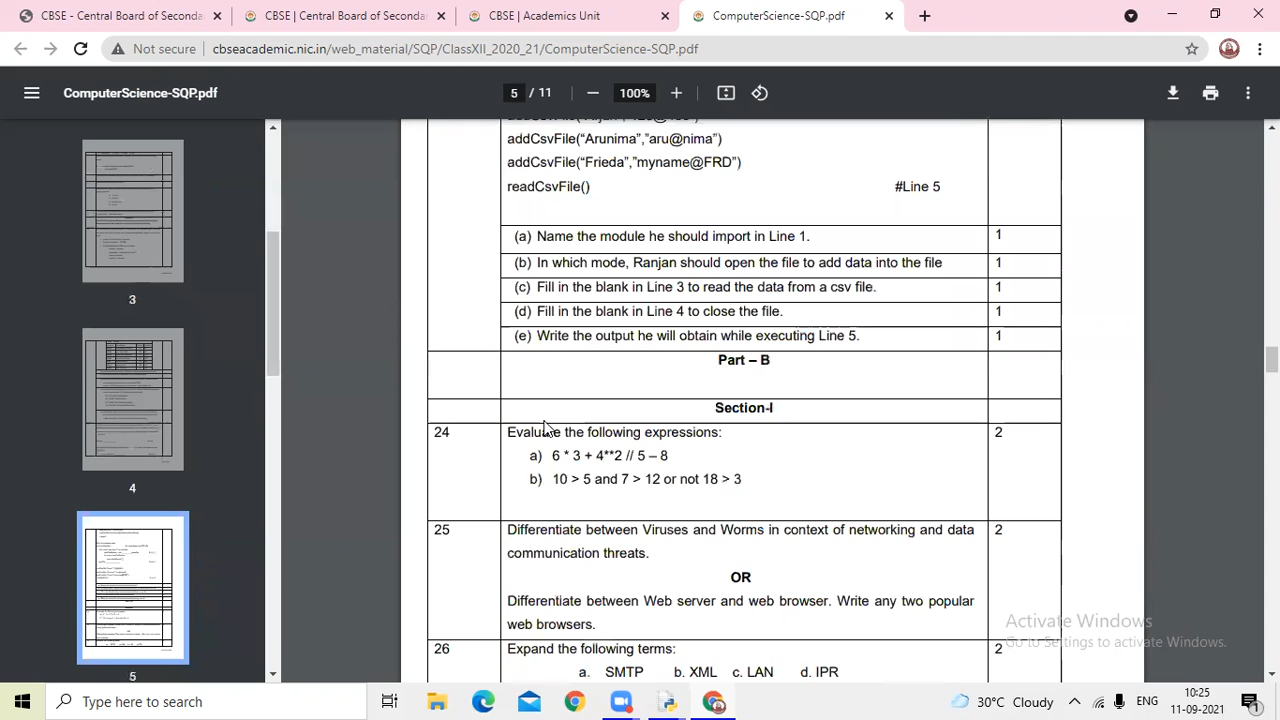 CBSE - Central Board of Seconda
CBSE | Central Board of Seconda
CBSE | Academics Unit
ComputerScience-SQP.pdf
Not secure
cbseacademic.nic.in/web_material/SQP/ClassXII_2020_21/ComputerScience-SQP.pdf
ComputerScience-SQP.pdf
5 / 11
100%
addCsvFile(“Arunima”,”aru@nima”)
addCsvFile(“Frieda”,”myname@FRD”)
readCsvFile() #Line 5
(a) Name the module he should import in Line 1. 1
(b) In which mode, Ranjan should open the file to add data into the file 1
(c) Fill in the blank in Line 3 to read the data from a csv file. 1
(d) Fill in the blank in Line 4 to close the file. 1
(e) Write the output he will obtain while executing Line 5. 1
Part – B
Section-I
24 Evaluate the following expressions: 2
a) 6 * 3 + 4**2 // 5 – 8
b) 10 > 5 and 7 > 12 or not 18 > 3
25 Differentiate between Viruses and Worms in context of networking and data 2
communication threats.
OR
Differentiate between Web server and web browser. Write any two popular
web browsers.
26 Expand the following terms: 2
a. SMTP b. XML c. LAN d. IPR
3
4
5
Activate Windows
Go to Settings to activate Windows.
Type here to search
30°C Cloudy
ENG
10:25
11-09-2021
1